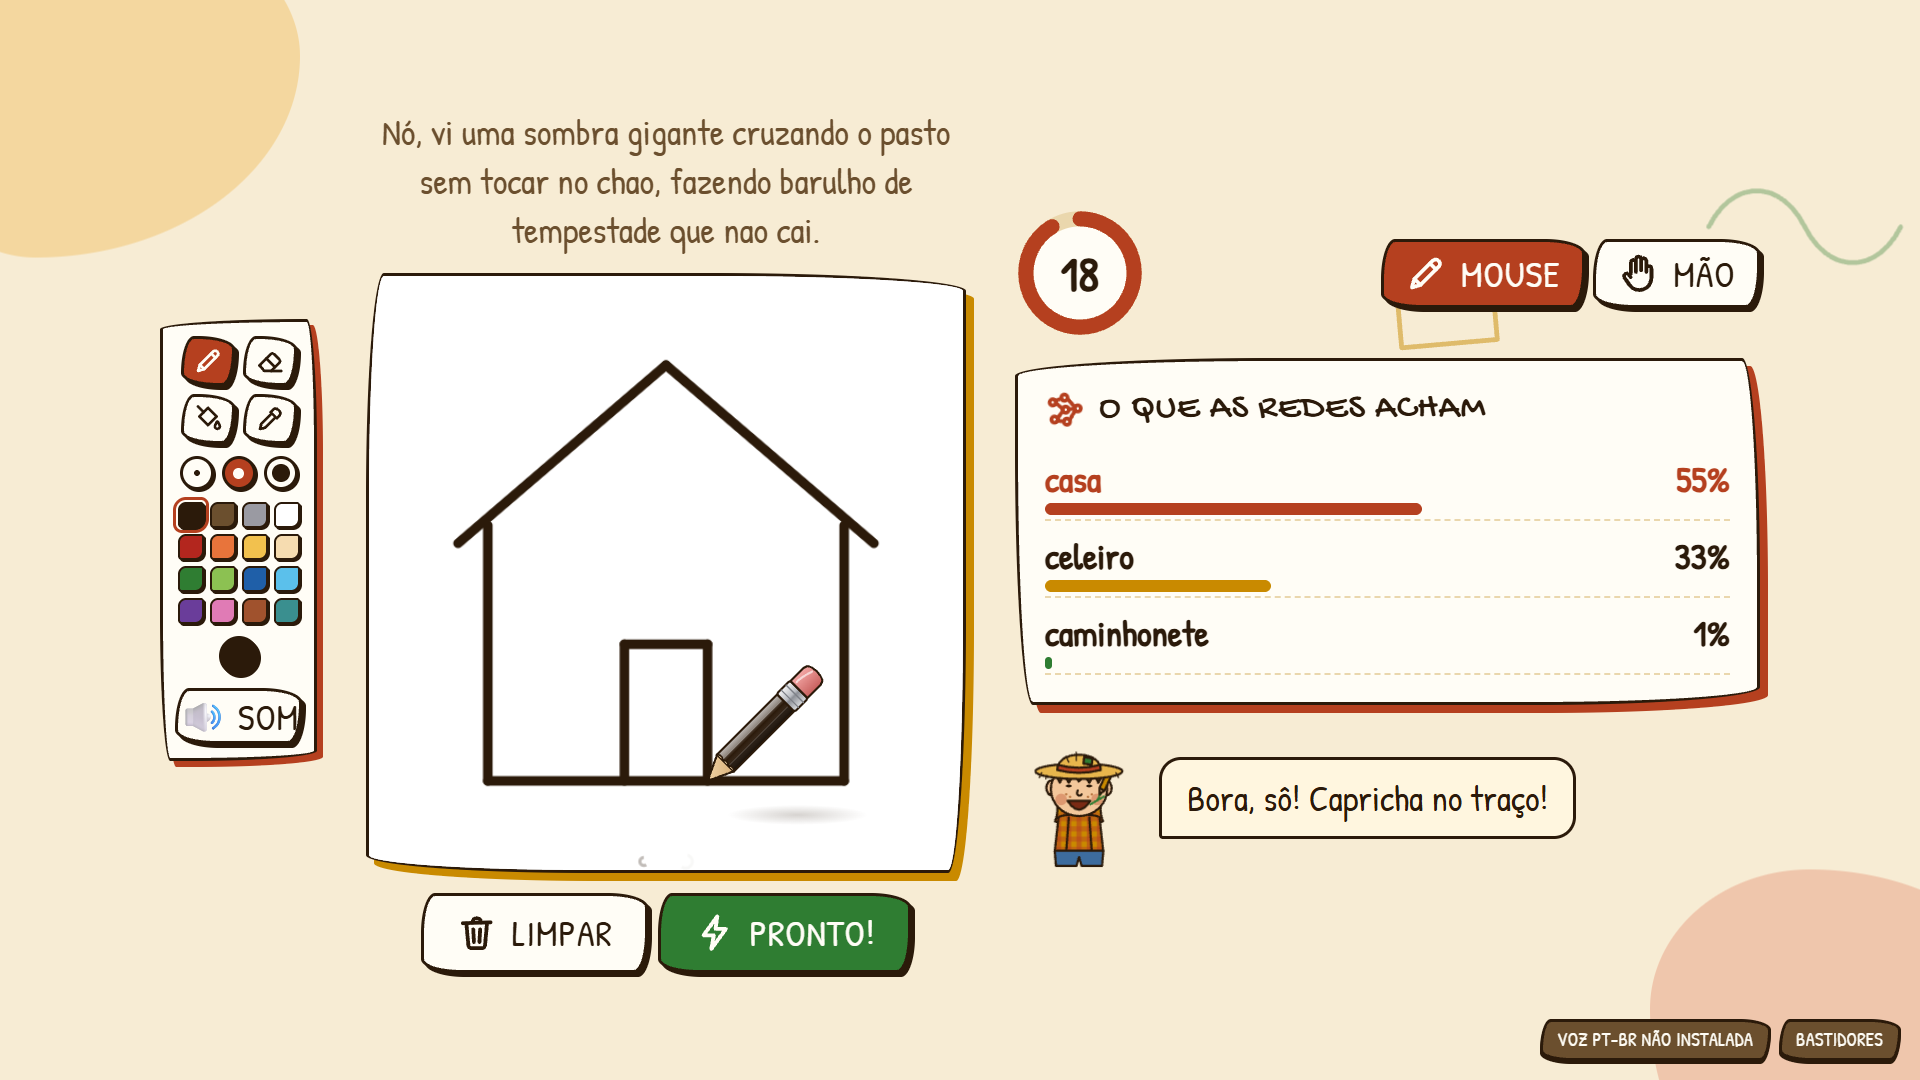 Nó, vi uma sombra gigante cruzando o pasto
sem tocar no chao, fazendo barulho de
tempestade que nao cai.
18
MOUSE
MÃO
O QUE AS REDES ACHAM
casa 55%
celeiro 33%
caminhonete 1%
SOM
Bora, sô! Capricha no traço!
LIMPAR
PRONTO!
VOZ PT-BR NÃO INSTALADA
BASTIDORES